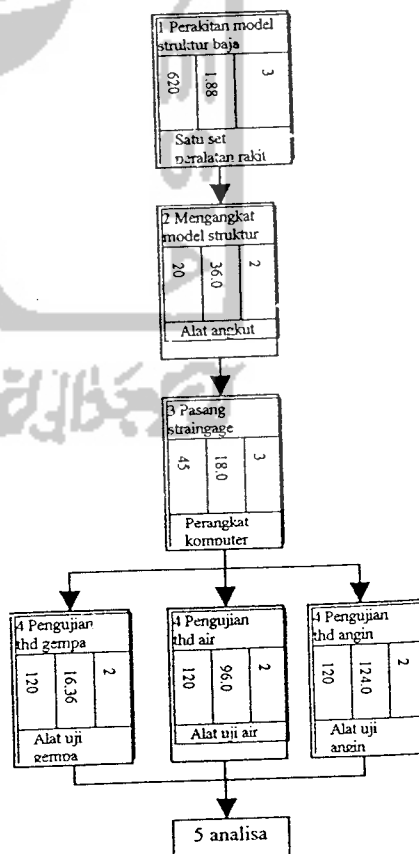 1 Perakitan model
struktur baja
620
1.88
3
Satu set
peralatan rakit
2 Mengangkat
model struktur
20
36.0
2
Alat angkut
3 Pasang
straingage
45
18.0
3
Perangkat
komputer
4 Pengujian
thd gempa
120
16.36
2
Alat uji
gempa
4 Pengujian
thd air
120
96.0
2
Alat uji air
4 Pengujian
thd angin
120
124.0
2
Alat uji
angin
5 analisa